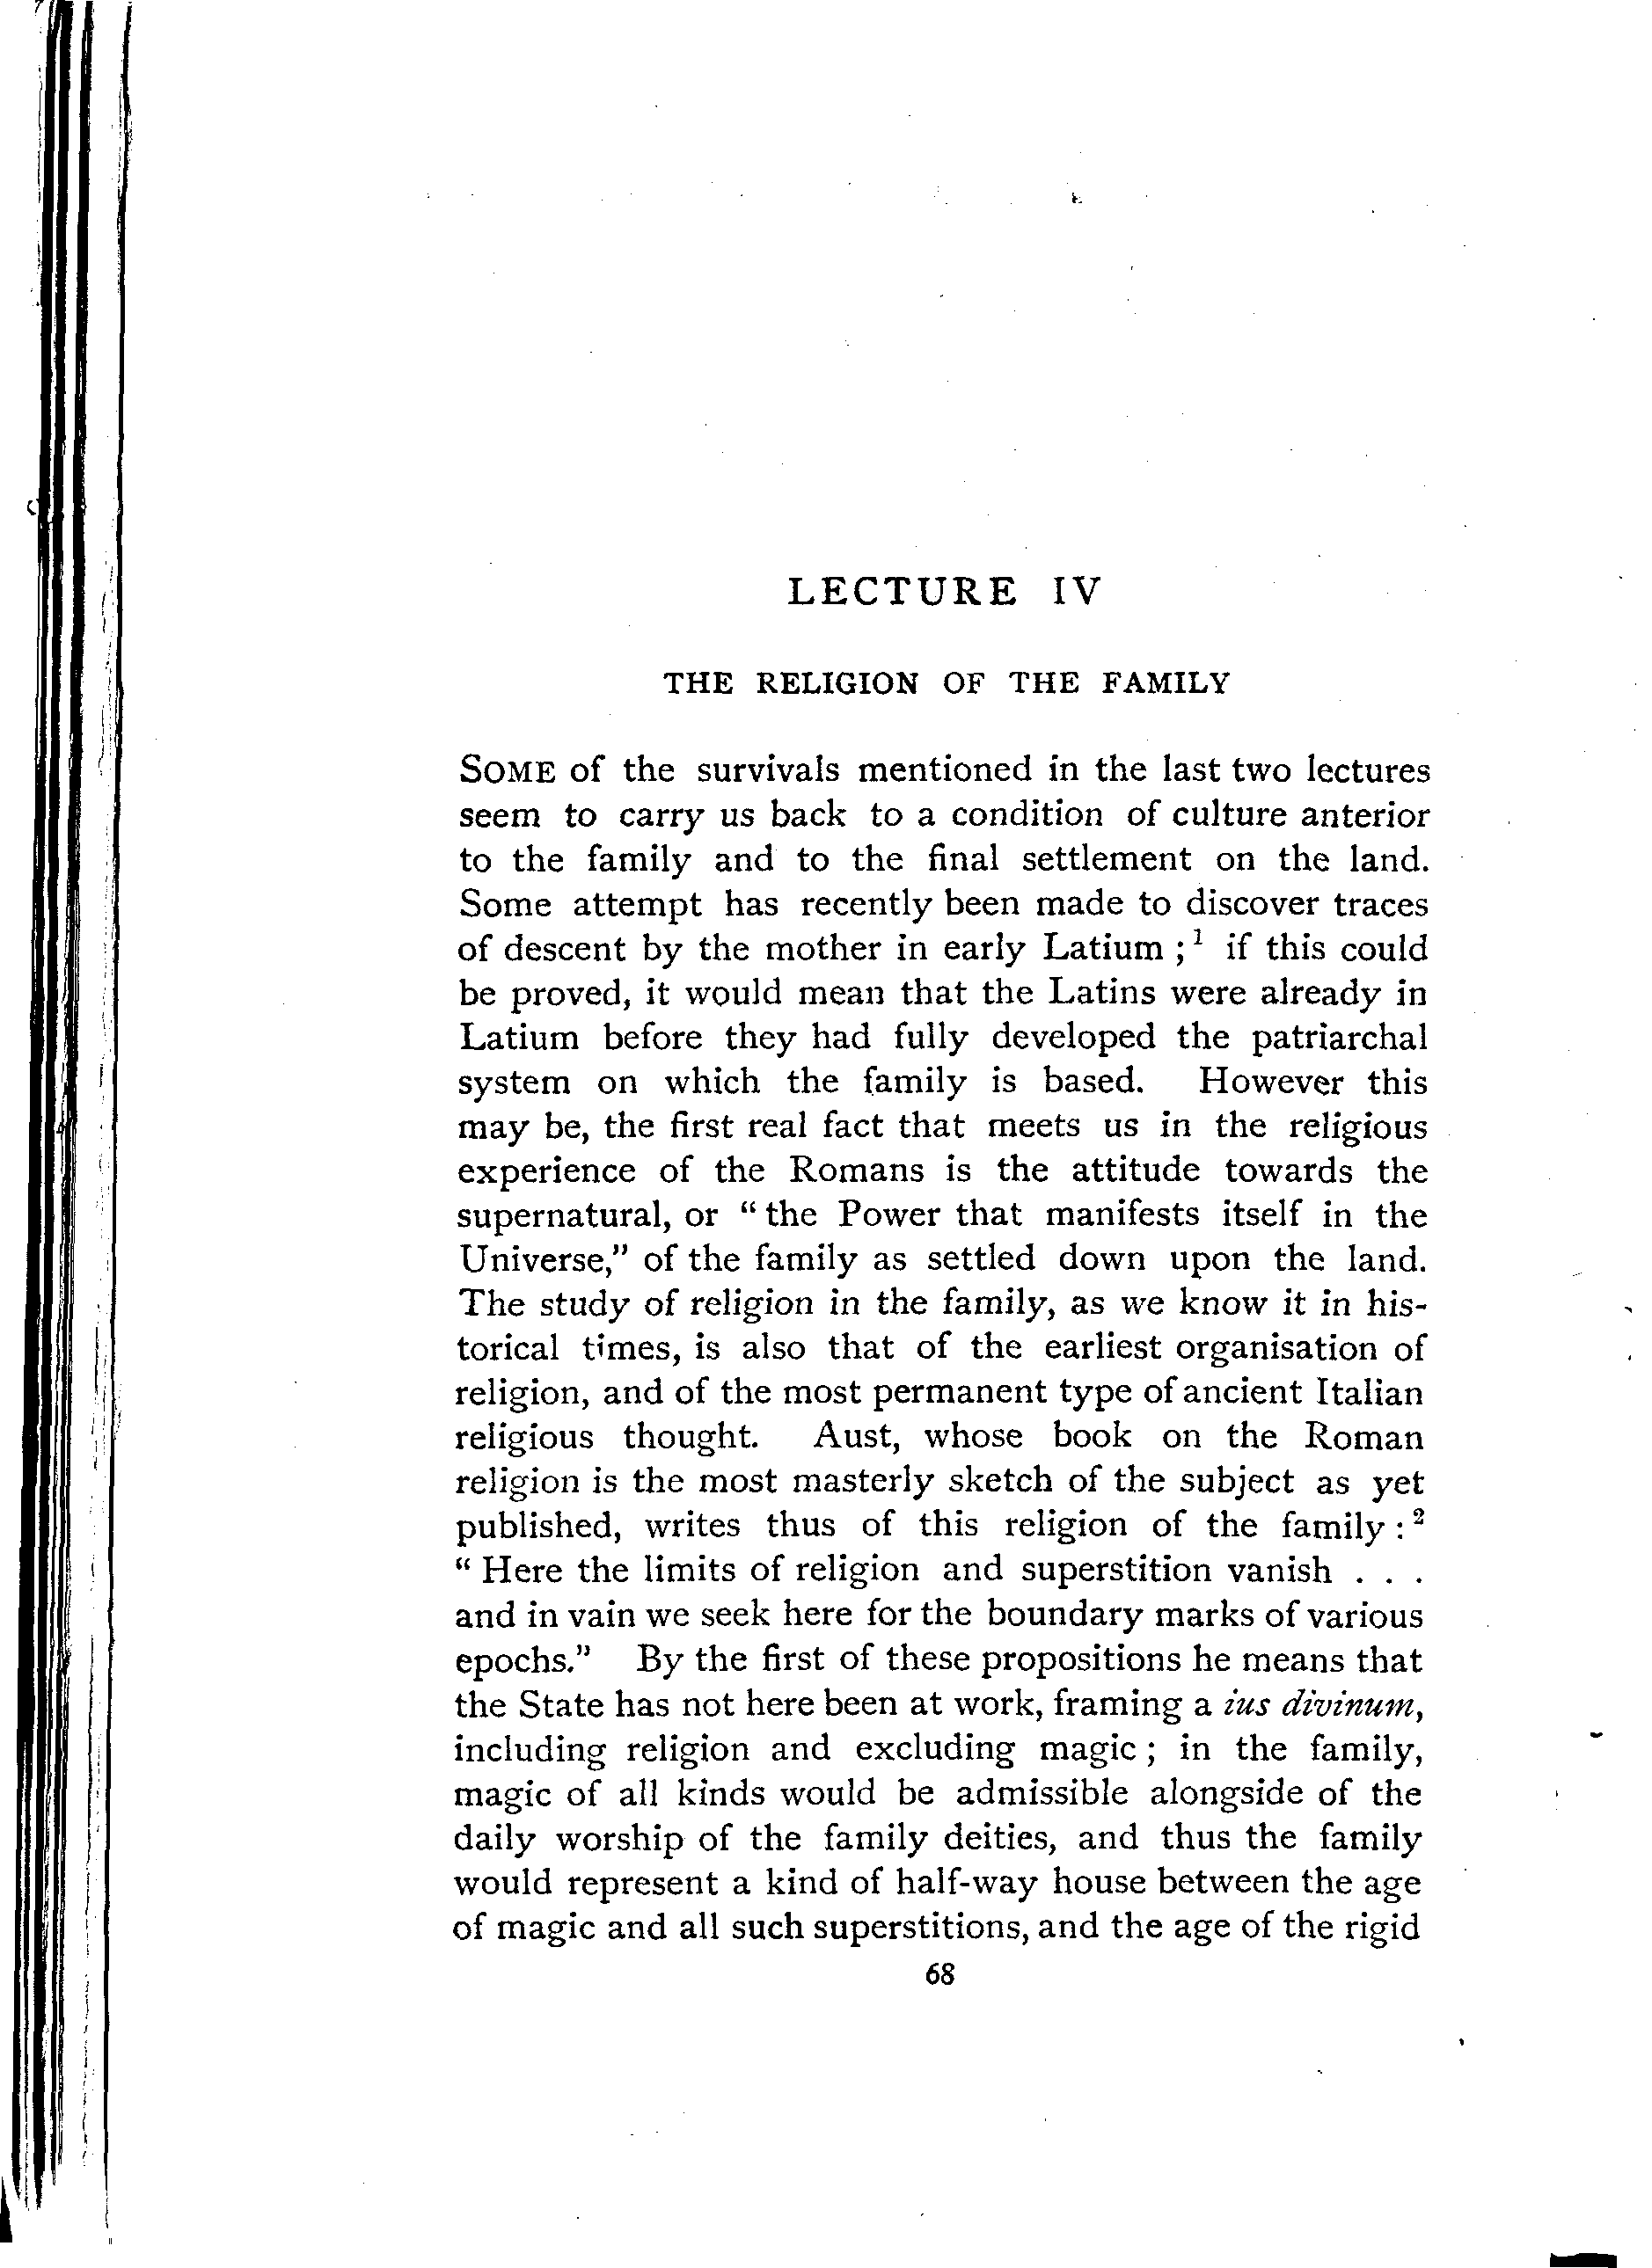 LECTURE IV
THE RELIGION OF THE FAMILY
SOME of the survivals mentioned in the last two lectures
seem to carry us back to a condition of culture anterior
to the family and to the final settlement on the land.
Some attempt has recently been made to discover traces
of descent by the mother in early Latium ;¹ if this could
be proved, it would mean that the Latins were already in
Latium before they had fully developed the patriarchal
system on which the family is based. However this
may be, the first real fact that meets us in the religious
experience of the Romans is the attitude towards the
supernatural, or “ the Power that manifests itself in the
Universe,” of the family as settled down upon the land.
The study of religion in the family, as we know it in his-
torical times, is also that of the earliest organisation of
religion, and of the most permanent type of ancient Italian
religious thought. Aust, whose book on the Roman
religion is the most masterly sketch of the subject as yet
published, writes thus of this religion of the family :²
“ Here the limits of religion and superstition vanish . . .
and in vain we seek here for the boundary marks of various
epochs.” By the first of these propositions he means that
the State has not here been at work, framing a ius divinum,
including religion and excluding magic ; in the family,
magic of all kinds would be admissible alongside of the
daily worship of the family deities, and thus the family
would represent a kind of half-way house between the age
of magic and all such superstitions, and the age of the rigid
68